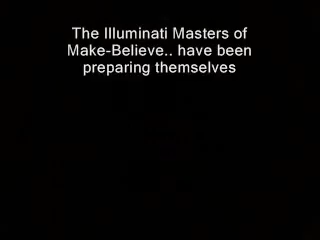 The Illuminati Masters of
Make-Believe.. have been
preparing themselves